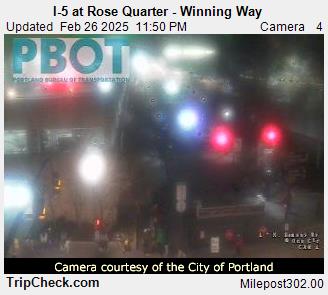 I-5 at Rose Quarter - Winning Way
Updated Feb 26 2025 11:50 PM Camera 4
PBOT
PORTLAND BUREAU OF TRANSPORTATION
Camera courtesy of the City of Portland
TripCheck.com Milepost302.00